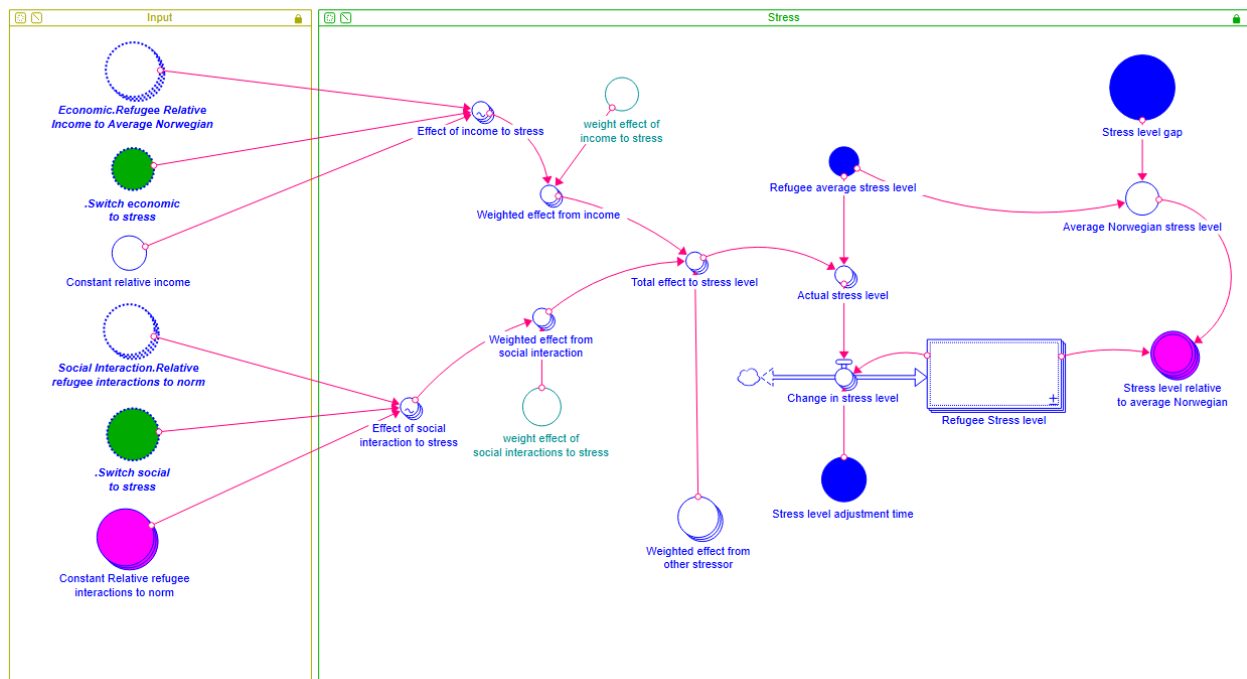 Input
Stress
Economic.Refugee Relative
Income to Average Norwegian
.Switch economic
to stress
Constant relative income
Social Interaction.Relative
refugee interactions to norm
.Switch social
to stress
Constant Relative refugee
interactions to norm
Effect of income to stress
weight effect of
income to stress
Weighted effect from income
Total effect to stress level
Weighted effect from
social interaction
Effect of social
interaction to stress
weight effect of
social interactions to stress
Weighted effect from
other stressor
Refugee average stress level
Actual stress level
Change in stress level
Stress level adjustment time
Refugee Stress level
Stress level gap
Average Norwegian stress level
Stress level relative
to average Norwegian